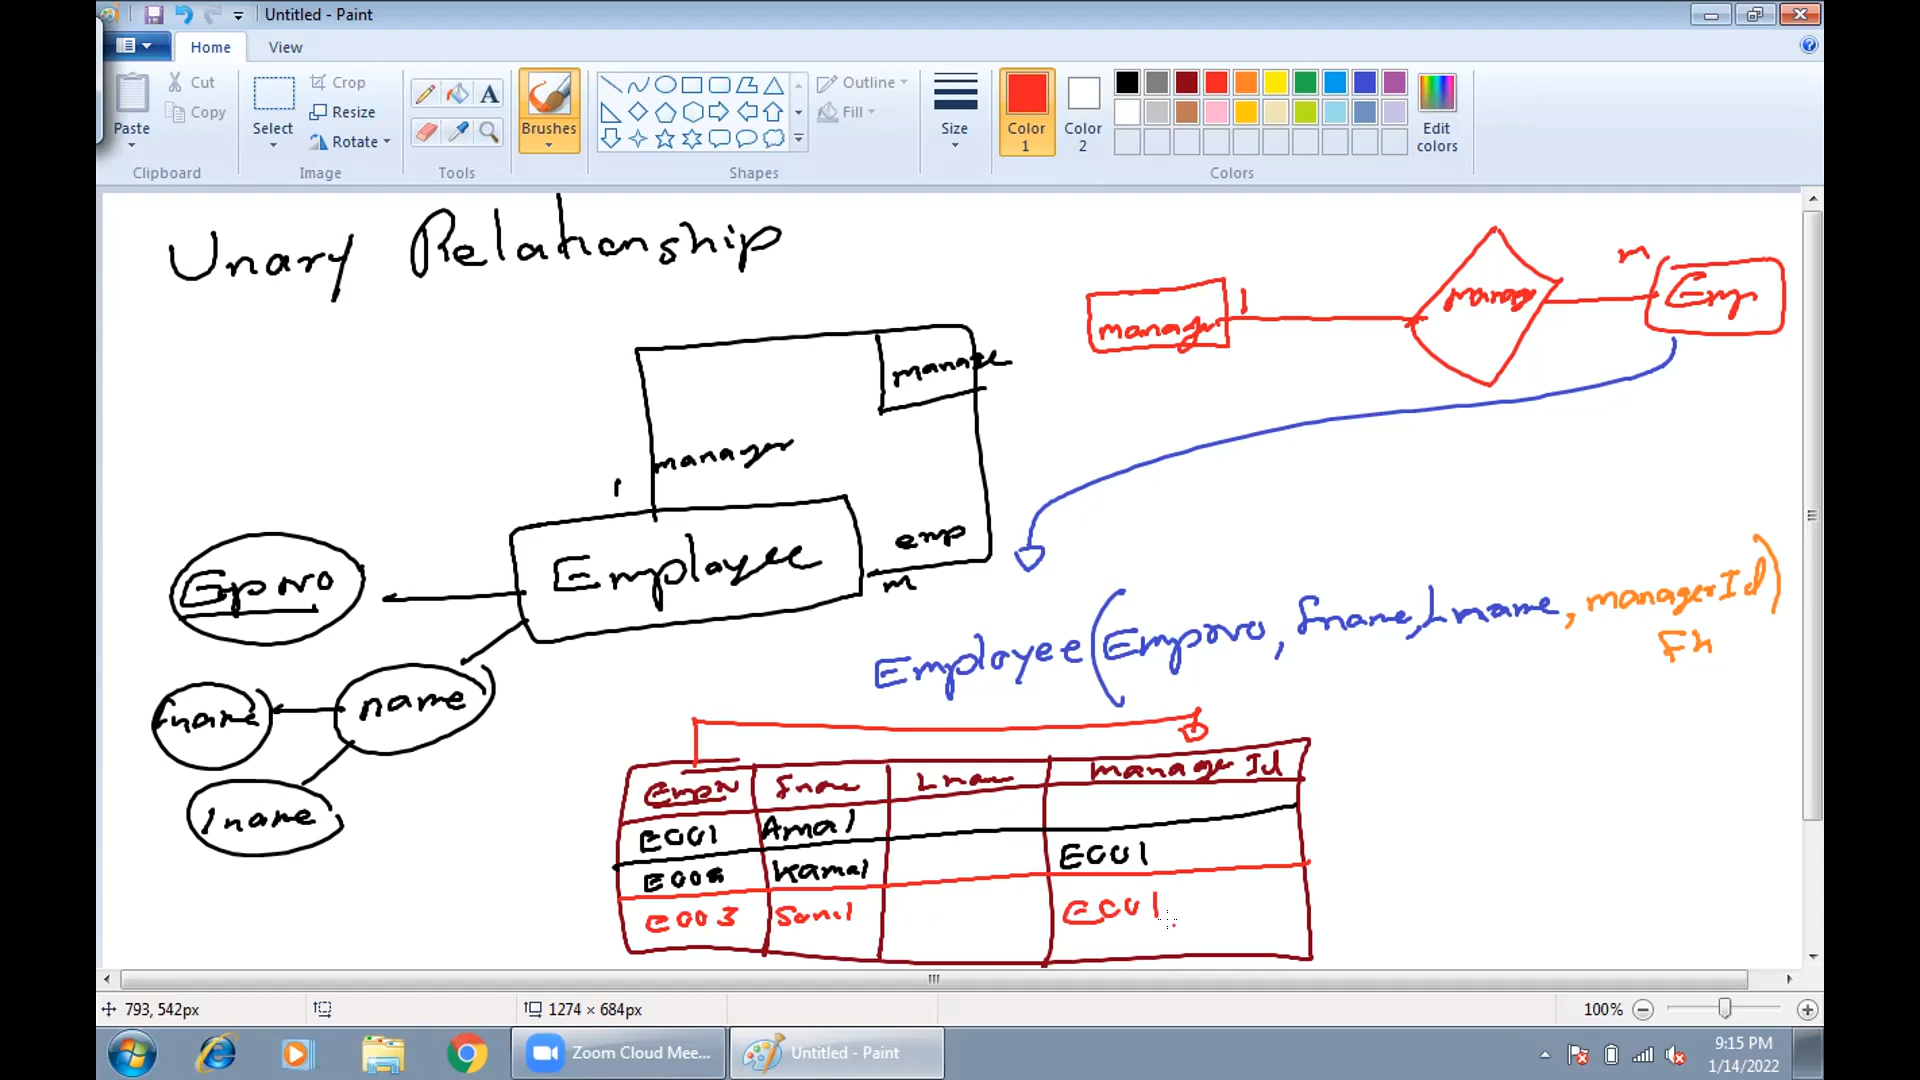 Untitled - Paint
Home View
Cut
Copy
Paste
Crop
Resize
Rotate
Select
Brushes
Outline
Fill
Size
Color 1
Color 2
Edit colors
Clipboard Image Tools Shapes Colors
Unary Relationship
manager 1 manag m Emp
manage
manager
1
Employee
emp
m
EpNO
name
fname
lname
Employee(EmpNo, fname, Lname, managerId)
Fk
EmpN fname Lname manager Id
E001 Amal
E002 Kamal E001
E003 Sunil E001
793, 542px
1274 × 684px
100%
Zoom Cloud Mee...
Untitled - Paint
9:15 PM
1/14/2022